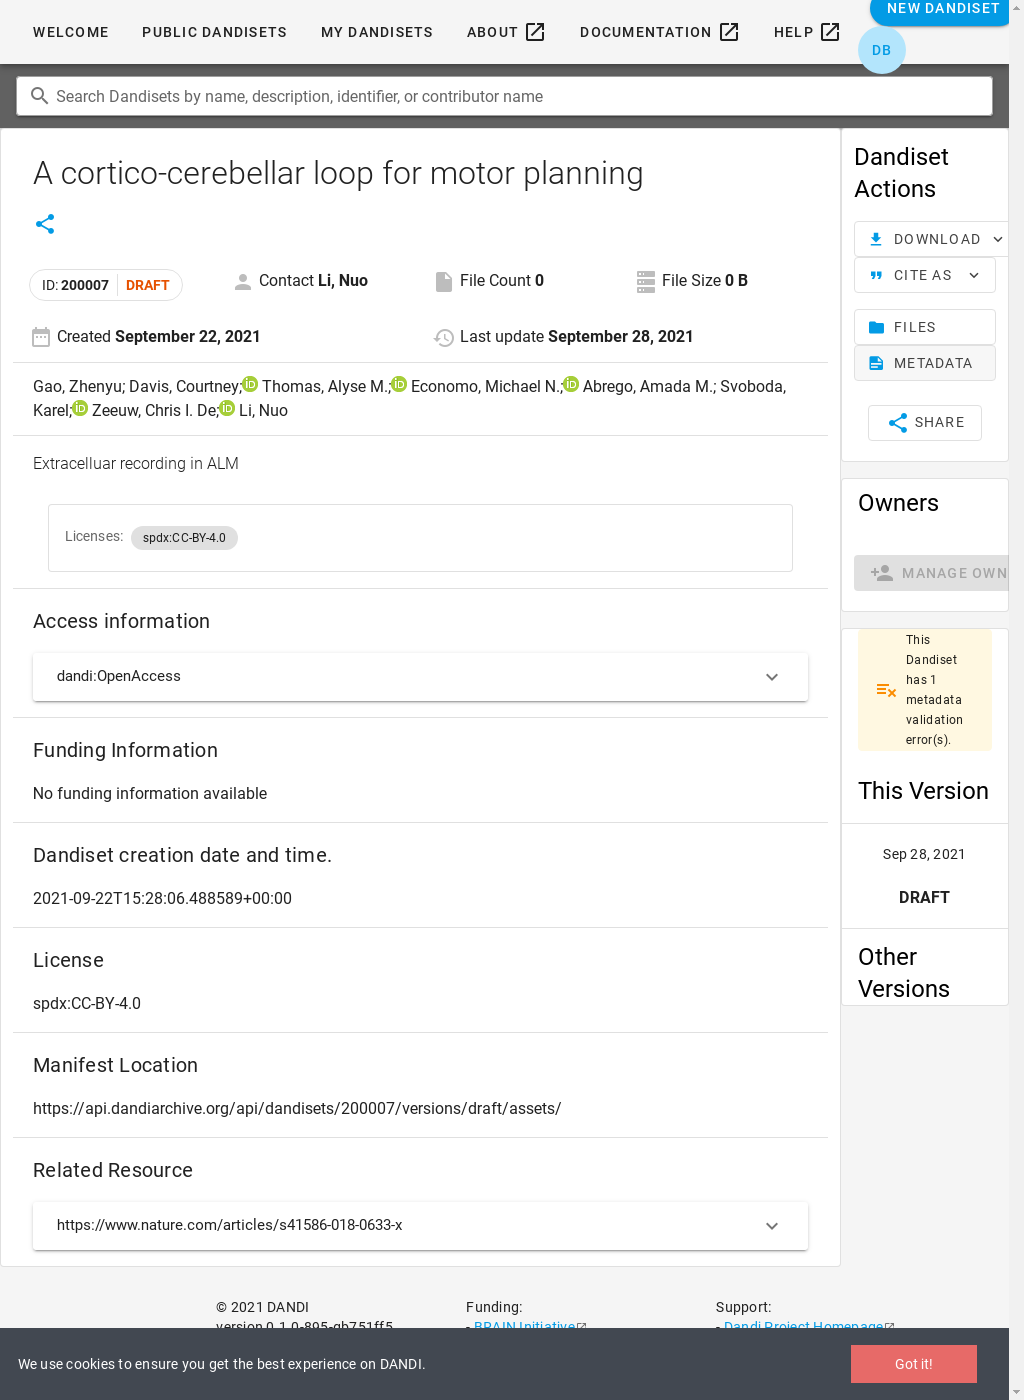 WELCOME PUBLIC DANDISETS MY DANDISETS ABOUT DOCUMENTATION HELP NEW DANDISET
DB
Search Dandisets by name, description, identifier, or contributor name
A cortico-cerebellar loop for motor planning
ID: 200007 DRAFT Contact Li, Nuo File Count 0 File Size 0 B
Created September 22, 2021 Last update September 28, 2021
Gao, Zhenyu; Davis, Courtney; Thomas, Alyse M.; Economo, Michael N.; Abrego, Amada M.; Svoboda,
Karel; Zeeuw, Chris I. De; Li, Nuo
Extracelluar recording in ALM
Licenses: spdx:CC-BY-4.0
Access information
dandi:OpenAccess
Funding Information
No funding information available
Dandiset creation date and time.
2021-09-22T15:28:06.488589+00:00
License
spdx:CC-BY-4.0
Manifest Location
https://api.dandiarchive.org/api/dandisets/200007/versions/draft/assets/
Related Resource
https://www.nature.com/articles/s41586-018-0633-x
Dandiset
Actions
DOWNLOAD
CITE AS
FILES
METADATA
SHARE
Owners
MANAGE OWN
This
Dandiset
has 1
metadata
validation
error(s).
This Version
Sep 28, 2021
DRAFT
Other
Versions
© 2021 DANDI
version 0.1.0-895-gb751ff5
Funding:
- BRAIN Initiative
Support:
- Dandi Project Homepage
We use cookies to ensure you get the best experience on DANDI.
Got it!